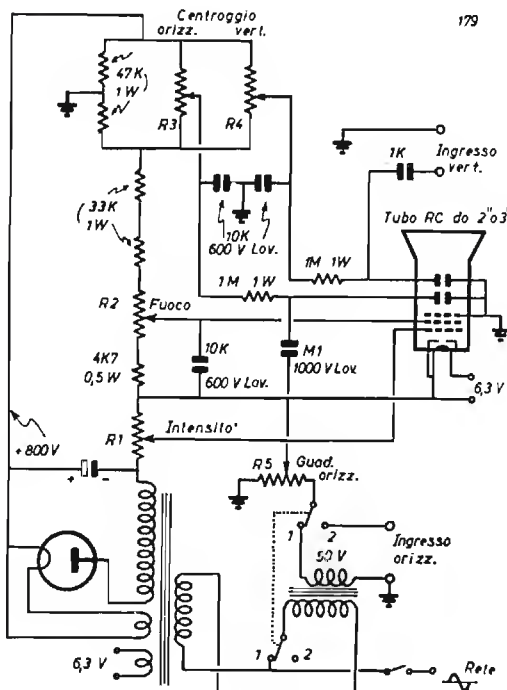 179
Centroggio
orizz. vert.
47K
1W
R3
R4
1K
Ingresso
vert.
33K
1W
10K
600 V Lav.
Tubo RC da 2"o3"
1M 1W
1M 1W
R2
Fuoco
4K7
0,5 W
10K
600 V Lav.
M1
1000 V Lav.
6,3 V
R1
Intensita'
+800 V
+ -
R5
Guad.
orizz.
1 2
50 V
Ingresso
orizz.
6,3 V
1 2
Rete